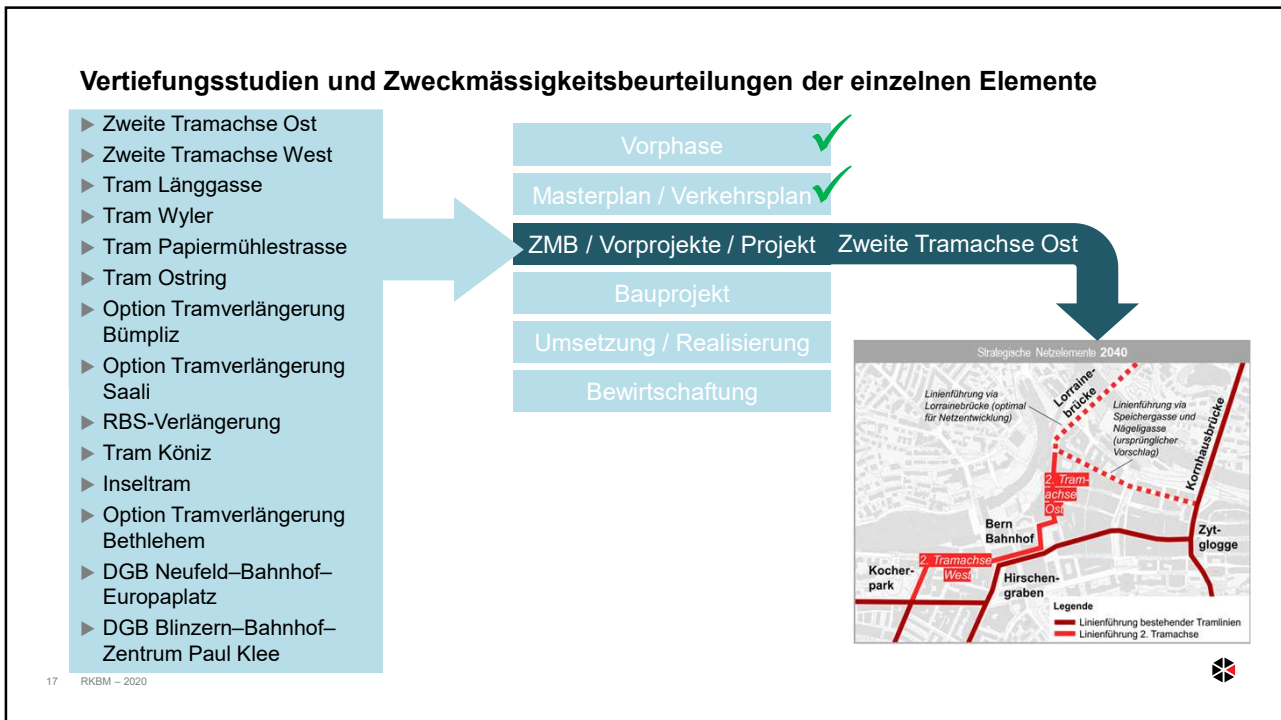 Vertiefungsstudien und Zweckmässigkeitsbeurteilungen der einzelnen Elemente
Zweite Tramachse Ost
Zweite Tramachse West
Tram Länggasse
Tram Wyler
Tram Papiermühlestrasse
Tram Ostring
Option Tramverlängerung
Bümpliz
Option Tramverlängerung
Saali
RBS-Verlängerung
Tram Köniz
Inseltram
Option Tramverlängerung
Bethlehem
DGB Neufeld–Bahnhof–
Europaplatz
DGB Blinzern–Bahnhof–
Zentrum Paul Klee
Vorphase
Masterplan / Verkehrsplan
ZMB / Vorprojekte / Projekt
Zweite Tramachse Ost
Bauprojekt
Umsetzung / Realisierung
Bewirtschaftung
Strategische Netzelemente 2040
Linienführung via
Lorrainebrücke (optimal
für Netzentwicklung)
Lorraine-
brücke
Linienführung via
Speichergasse und
Nägeligasse
(ursprünglicher
Vorschlag)
Kornhausbrücke
2. Tram-
achse
Ost
Bern
Bahnhof
Zyt-
glogge
2. Tramachse
West
Kocher-
park
Hirschen-
graben
Legende
Linienführung bestehender Tramlinien
Linienführung 2. Tramachse
17 RKBM – 2020